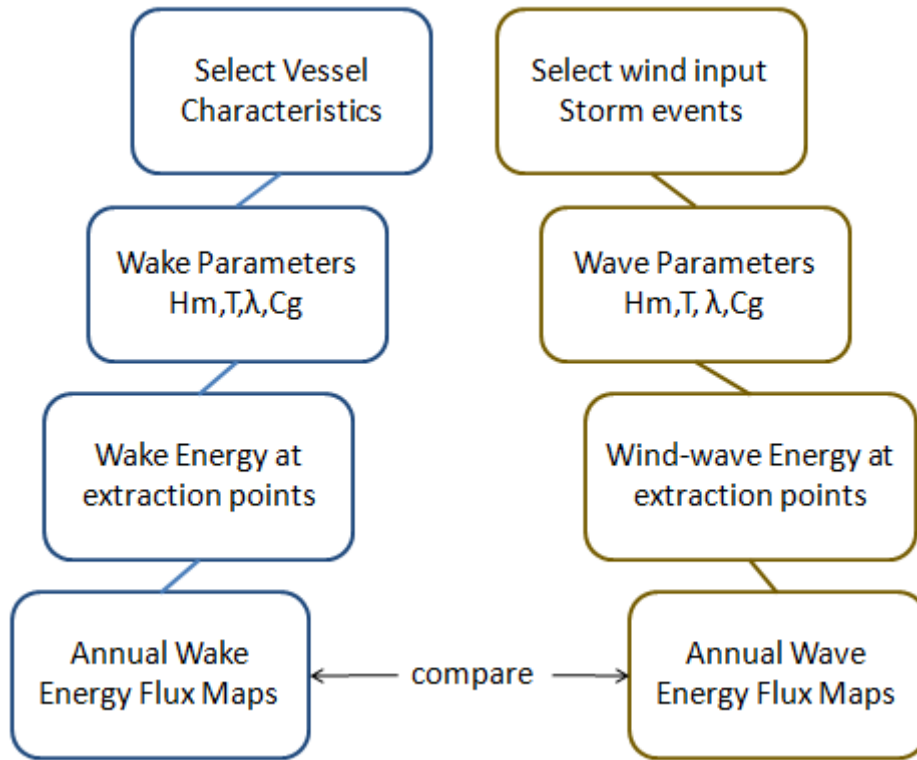 Select Vessel
Characteristics
Select wind input
Storm events
Wake Parameters
Hm,T,λ,Cg
Wave Parameters
Hm,T, λ,Cg
Wake Energy at
extraction points
Wind-wave Energy at
extraction points
Annual Wake
Energy Flux Maps
compare
Annual Wave
Energy Flux Maps